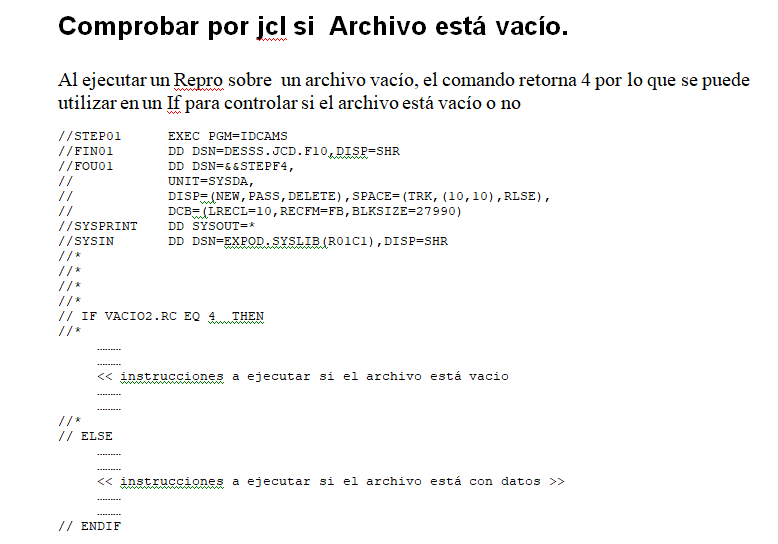 Comprobar por jcl si Archivo está vacío.
Al ejecutar un Repro sobre un archivo vacío, el comando retorna 4 por lo que se puede
utilizar en un If para controlar si el archivo está vacío o no
//STEP01 EXEC PGM=IDCAMS
//FIN01 DD DSN=DESSS.JCD.F10,DISP=SHR
//FOU01 DD DSN=&&STEPF4,
// UNIT=SYSDA,
// DISP=(NEW,PASS,DELETE),SPACE=(TRK,(10,10),RLSE),
// DCB=(LRECL=10,RECFM=FB,BLKSIZE=27990)
//SYSPRINT DD SYSOUT=*
//SYSIN DD DSN=EXPOD.SYSLIB(R01C1),DISP=SHR
//*
//*
//*
//*
// IF VACIO2.RC EQ 4 THEN
//*
………
………
<< instrucciones a ejecutar si el archivo está vacio
………
………
//*
// ELSE
………
………
<< instrucciones a ejecutar si el archivo está con datos >>
………
………
// ENDIF